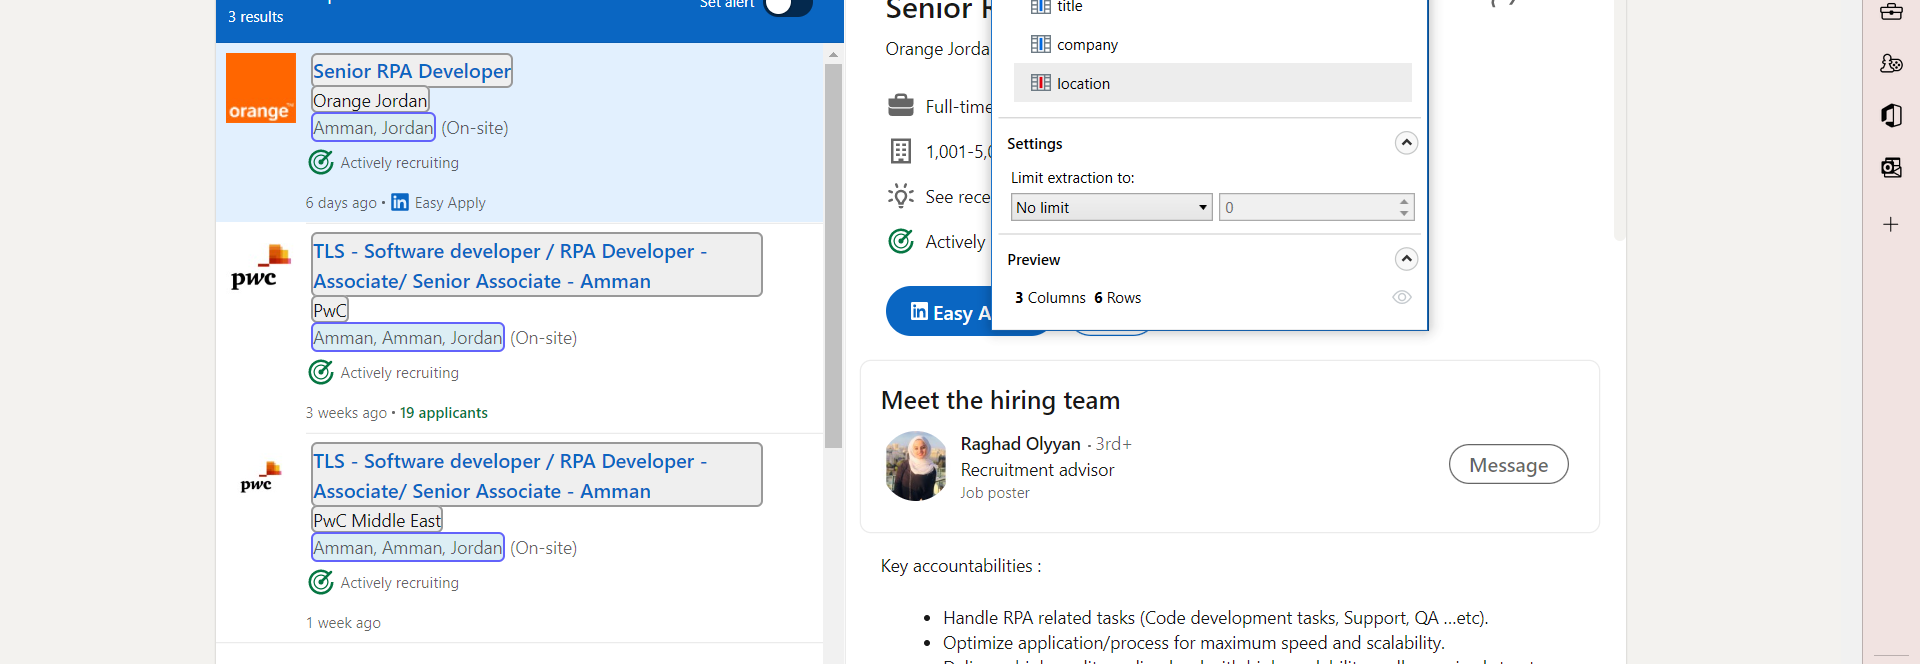 3 results
Set alert
orange™
Senior RPA Developer
Orange Jordan
Amman, Jordan (On-site)
Actively recruiting
6 days ago • in Easy Apply
pwc
TLS - Software developer / RPA Developer -
Associate/ Senior Associate - Amman
PwC
Amman, Amman, Jordan (On-site)
Actively recruiting
3 weeks ago • 19 applicants
pwc
TLS - Software developer / RPA Developer -
Associate/ Senior Associate - Amman
PwC Middle East
Amman, Amman, Jordan (On-site)
Actively recruiting
1 week ago
Senior
Orange Jorda
Full-time
1,001-5,
See rece
Actively
in Easy A
title
company
location
Settings
Limit extraction to:
No limit
0
Preview
3 Columns 6 Rows
Meet the hiring team
Raghad Olyyan · 3rd+
Recruitment advisor
Job poster
Message
Key accountabilities :
• Handle RPA related tasks (Code development tasks, Support, QA ...etc).
• Optimize application/process for maximum speed and scalability.